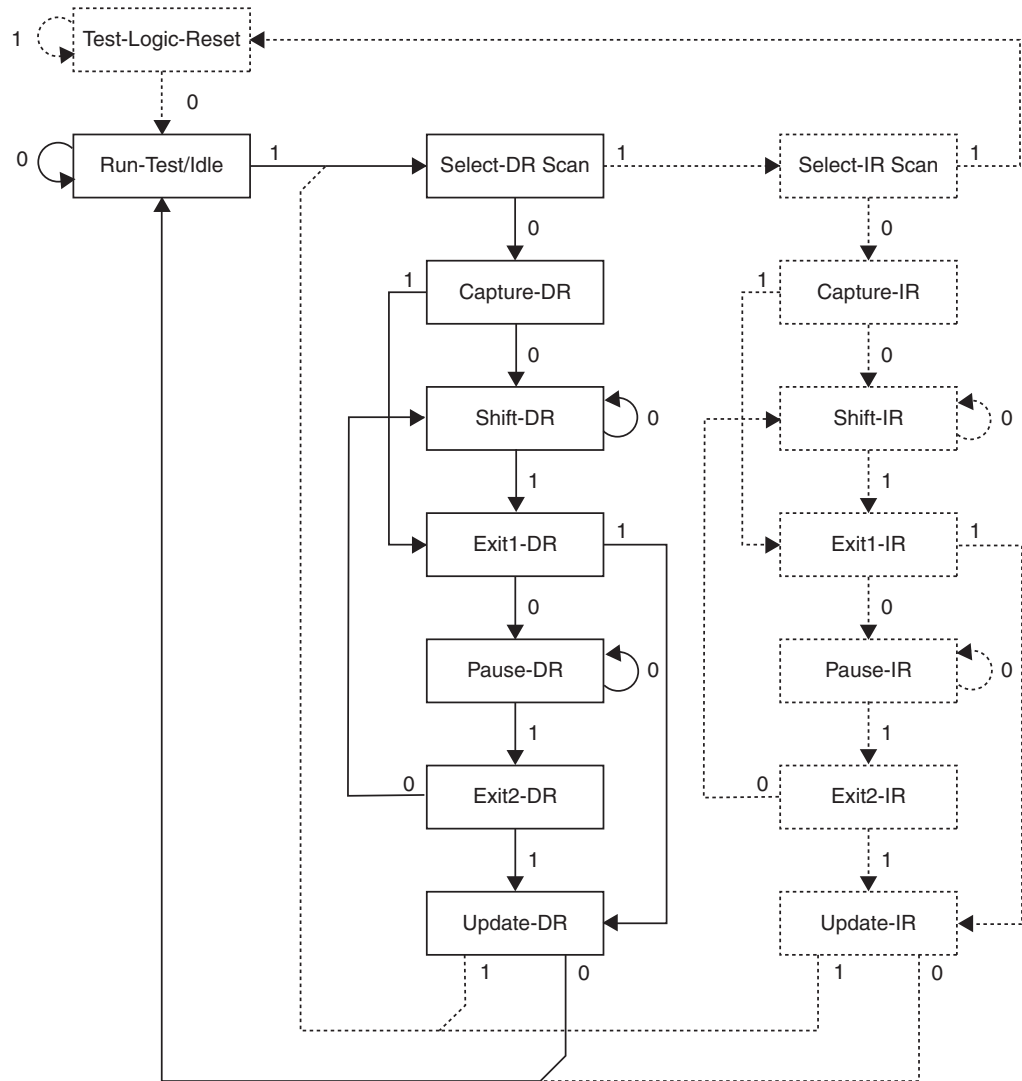 Test-Logic-Reset
1
0
Run-Test/Idle
0
1
Select-DR Scan
1
Select-IR Scan
1
0
0
Capture-DR
1
Capture-IR
1
0
0
Shift-DR
0
Shift-IR
0
1
1
Exit1-DR
1
Exit1-IR
1
0
0
Pause-DR
0
Pause-IR
0
1
1
Exit2-DR
0
Exit2-IR
0
1
1
Update-DR
Update-IR
1
0
1
0